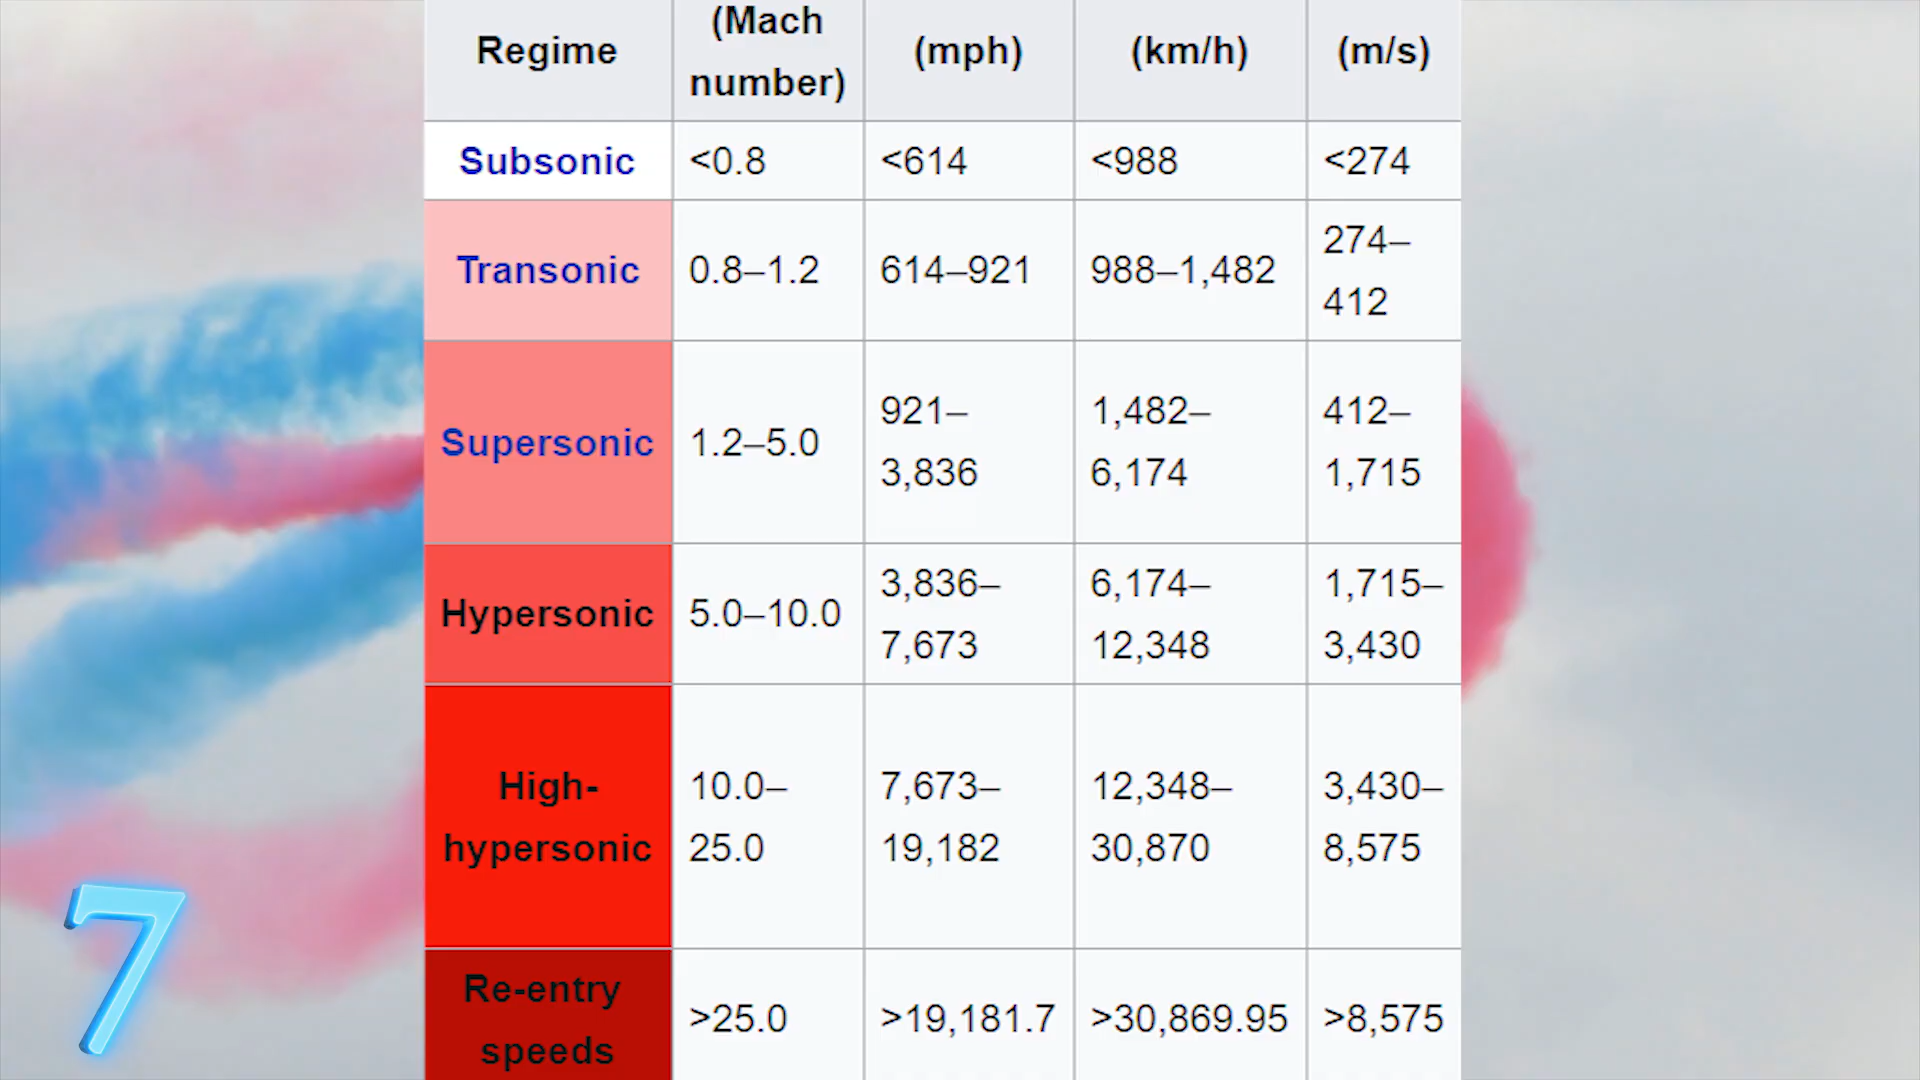 Regime (Mach number) (mph) (km/h) (m/s)
Subsonic <0.8 <614 <988 <274
Transonic 0.8–1.2 614–921 988–1,482 274–412
Supersonic 1.2–5.0 921–3,836 1,482–6,174 412–1,715
Hypersonic 5.0–10.0 3,836–7,673 6,174–12,348 1,715–3,430
High-hypersonic 10.0–25.0 7,673–19,182 12,348–30,870 3,430–8,575
Re-entry speeds >25.0 >19,181.7 >30,869.95 >8,575
7